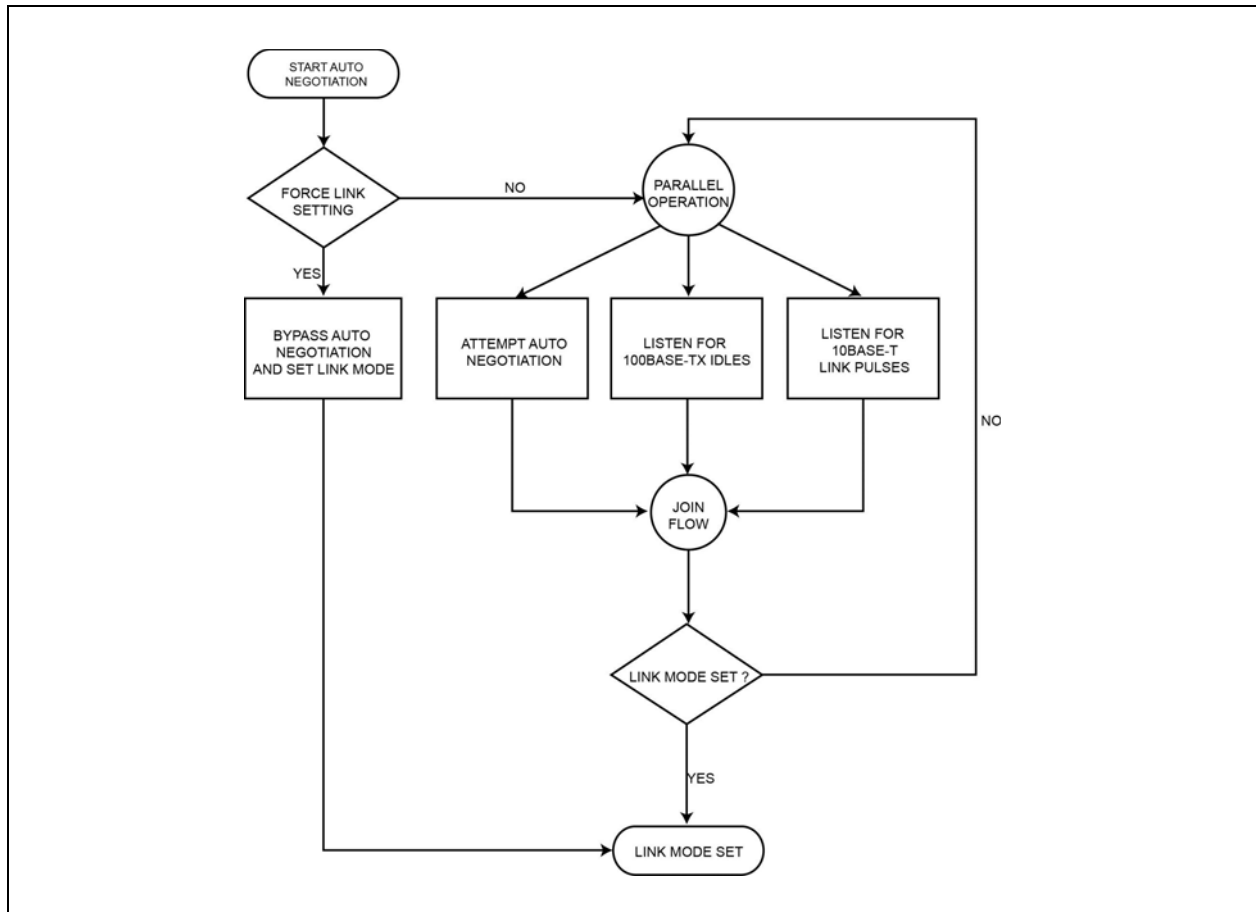 START AUTO
NEGOTIATION
FORCE LINK
SETTING
NO
PARALLEL
OPERATION
YES
BYPASS AUTO
NEGOTIATION
AND SET LINK MODE
ATTEMPT AUTO
NEGOTIATION
LISTEN FOR
100BASE-TX IDLES
LISTEN FOR
10BASE-T
LINK PULSES
NO
JOIN
FLOW
LINK MODE SET ?
YES
LINK MODE SET